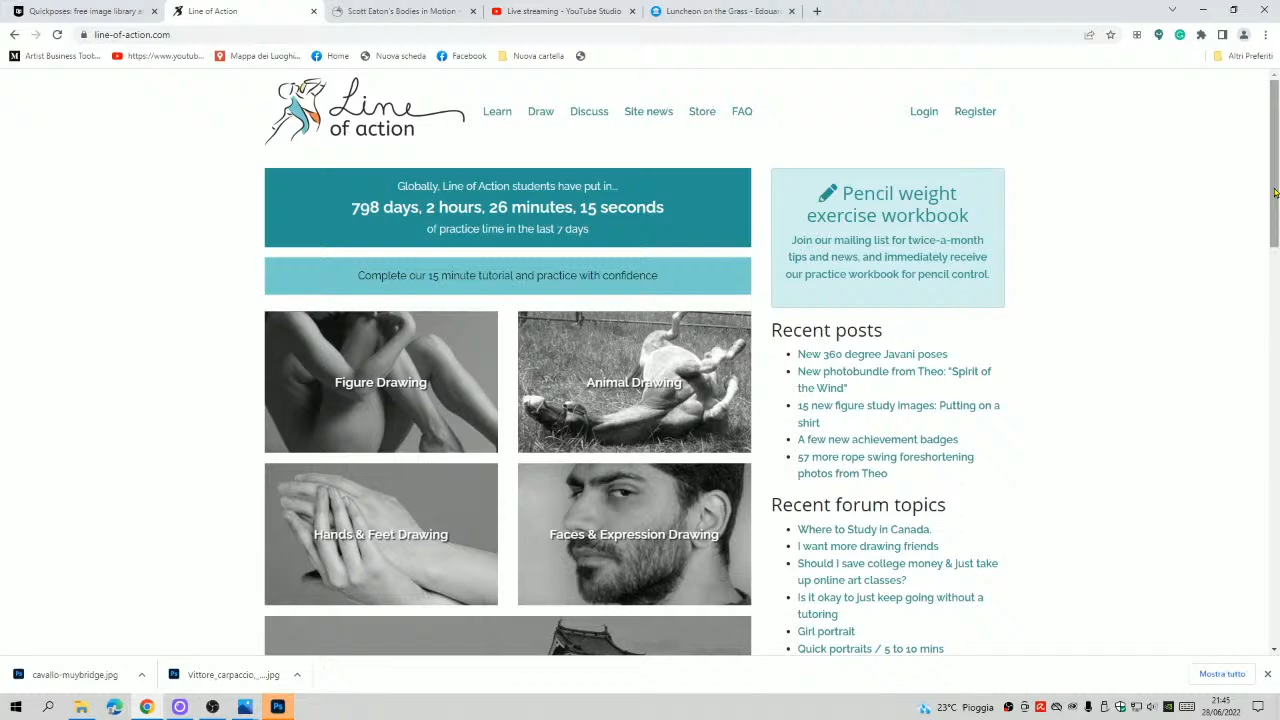 Free stock photos - free image library a
Line of Action
Scott Eaton's Bodies in Motion -
Live streaming - YouTube Studio
Luncheon on the Grass - Edouar
line-of-action.com
Artist Business Took...
https://www.youtub...
Mappa dei Luoghi...
Home
Nuova scheda
Facebook
Nuova cartella
Altri Preferiti
Line
of action
Learn
Draw
Discuss
Site news
Store
FAQ
Login
Register
Globally, Line of Action students have put in...
798 days, 2 hours, 26 minutes, 15 seconds
of practice time in the last 7 days
Complete our 15 minute tutorial and practice with confidence
Figure Drawing
Animal Drawing
Hands & Feet Drawing
Faces & Expression Drawing
Pencil weight
exercise workbook
Join our mailing list for twice-a-month
tips and news, and immediately receive
our practice workbook for pencil control.
Recent posts
New 360 degree Javani poses
New photobundle from Theo: "Spirit of
the Wind"
15 new figure study images: Putting on a
shirt
A few new achievement badges
57 more rope swing foreshortening
photos from Theo
Recent forum topics
Where to Study in Canada.
I want more drawing friends
Should I save college money & just take
up online art classes?
Is it okay to just keep going without a
tutoring
Girl portrait
Quick portraits / 5 to 10 mins
cavallo-muybridge.jpg
Vittore_carpaccio,_...jpg
Mostra tutto
23°C Pioggia
21:45
28/06/2022